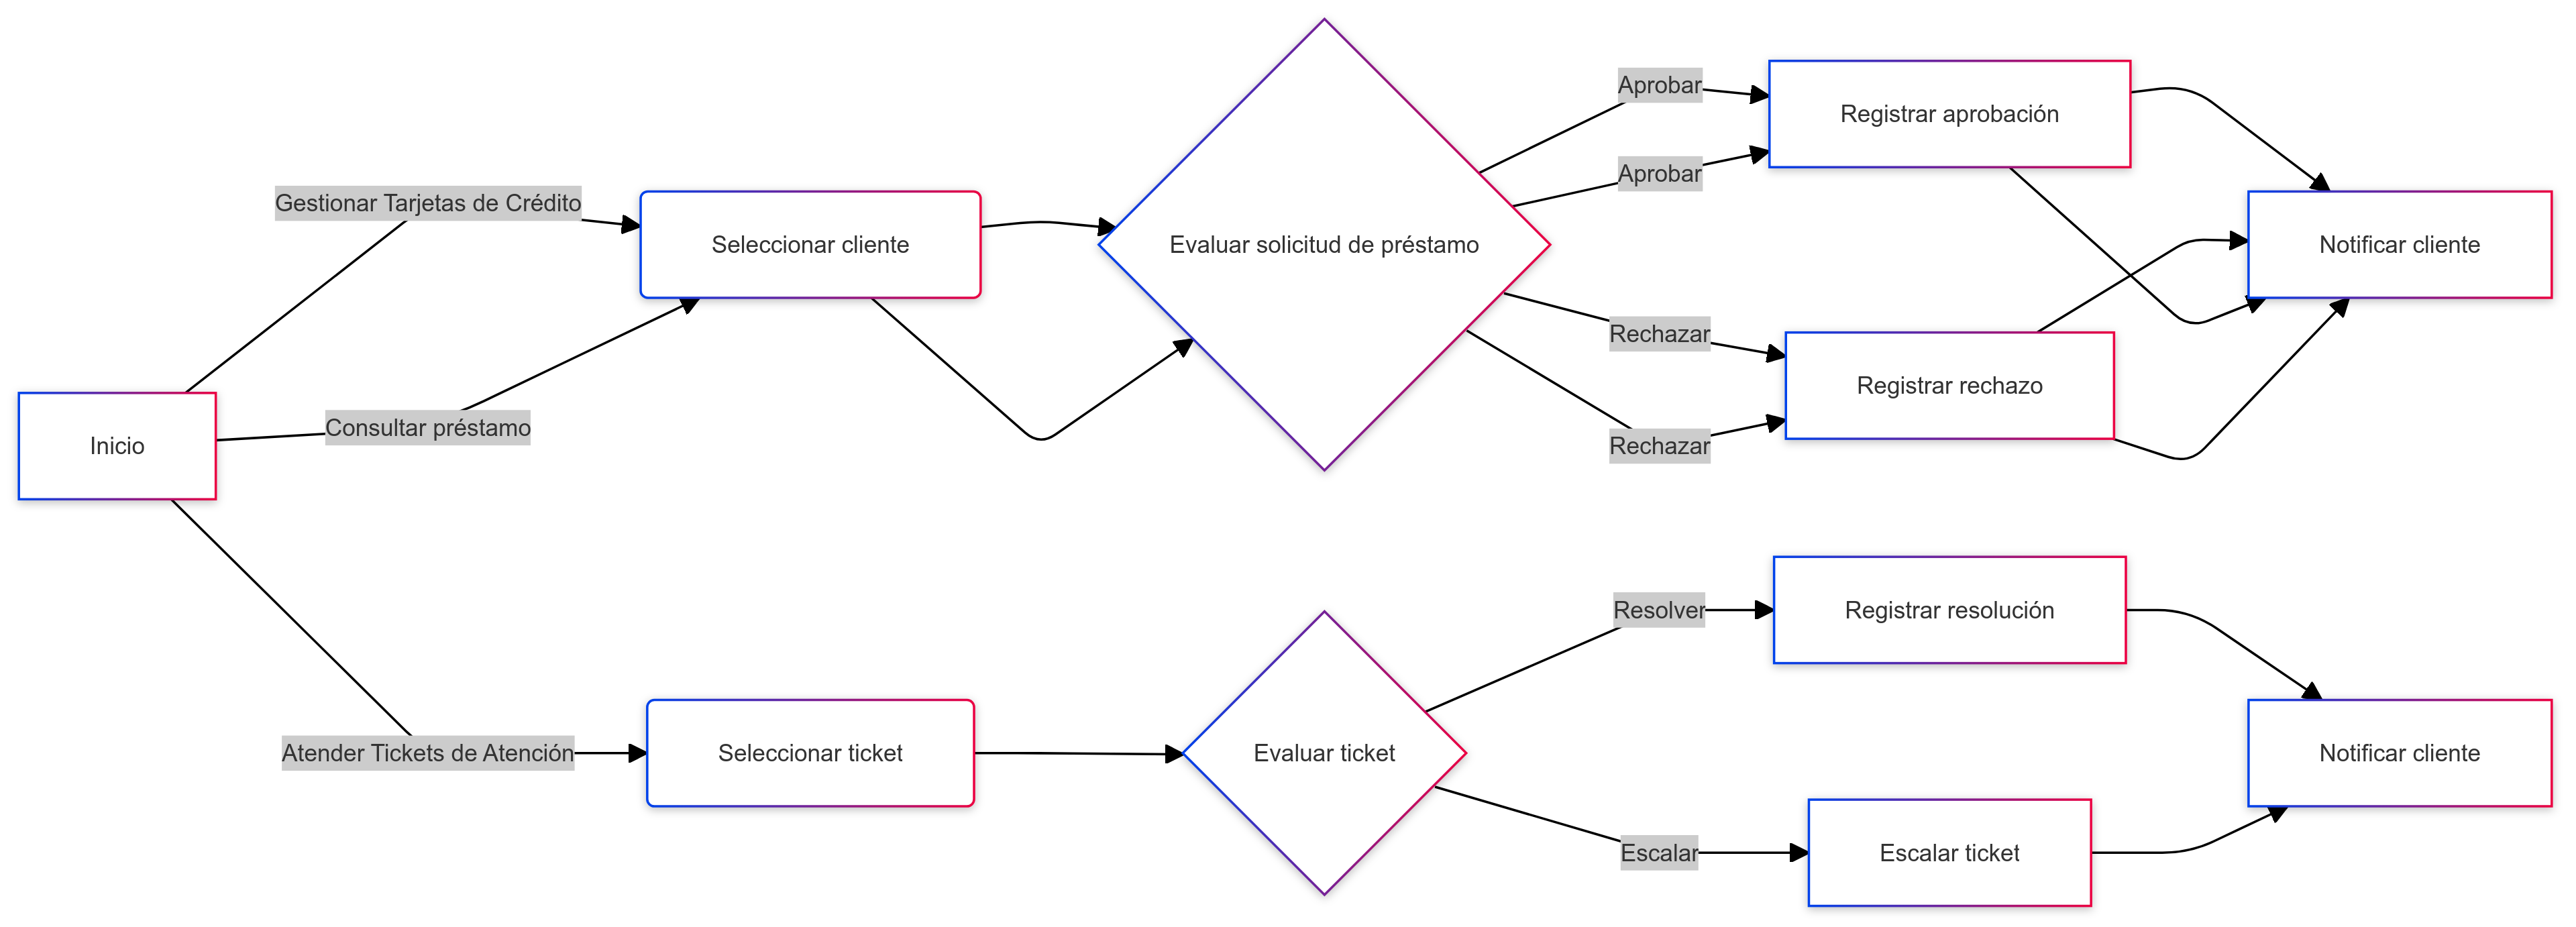 Inicio
Gestionar Tarjetas de Crédito
Consultar préstamo
Atender Tickets de Atención
Seleccionar cliente
Evaluar solicitud de préstamo
Aprobar
Aprobar
Rechazar
Rechazar
Registrar aprobación
Registrar rechazo
Notificar cliente
Seleccionar ticket
Evaluar ticket
Resolver
Escalar
Registrar resolución
Escalar ticket
Notificar cliente